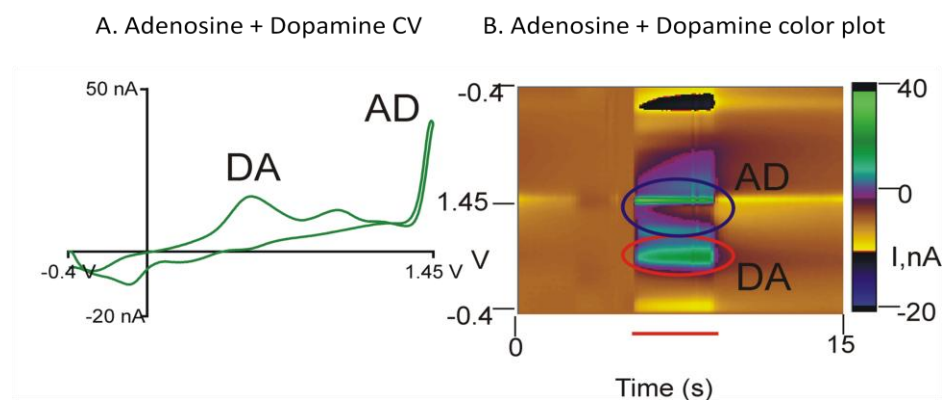 A. Adenosine + Dopamine CV
B. Adenosine + Dopamine color plot
50 nA
AD
DA
-0.4 V
1.45 V
-20 nA
-0.4
1.45
V
-0.4
AD
DA
40
0
I,nA
-20
0
15
Time (s)